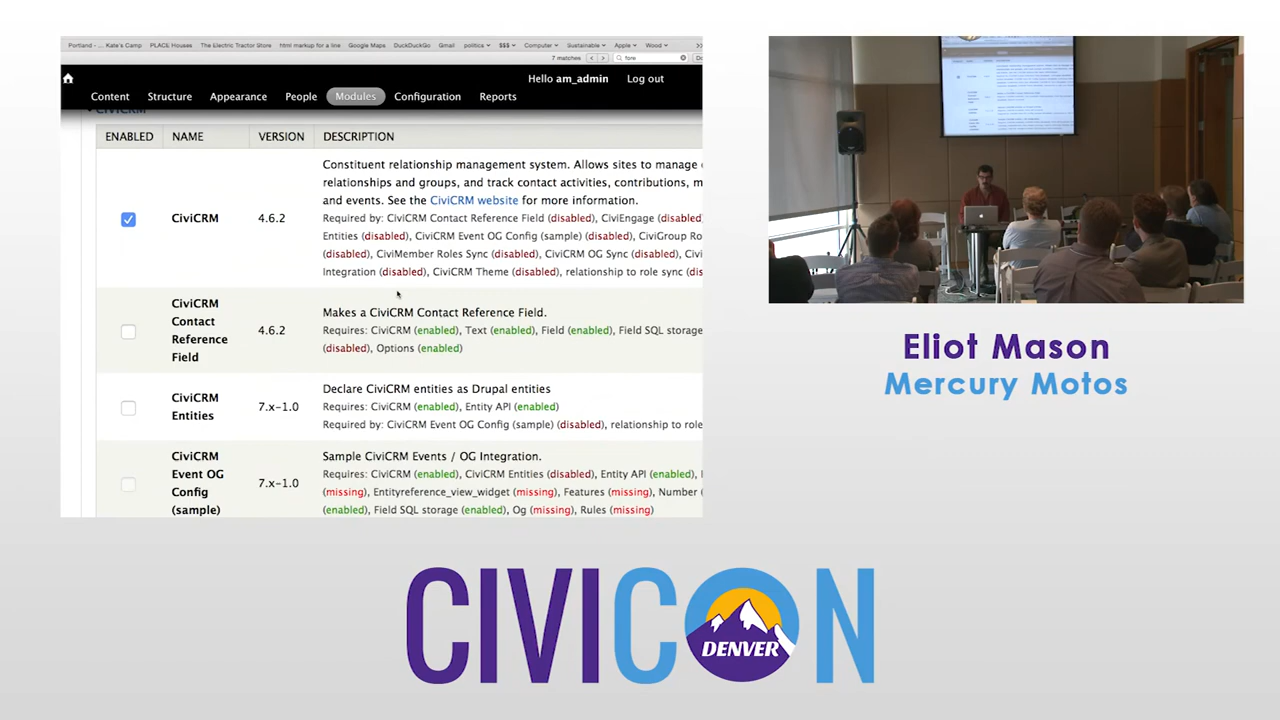 Portland - ... Kate's Camp PLACE Houses The Electric Tractor Store html markup for a line Google Maps DuckDuckGo Gmail politics $$$ Computer Sustainable Apple Wood
7 matches
Hello am_admin Log out
ENABLED NAME DESCRIPTION
Consistent relationship management system. Allows sites to manage
relationships and groups, and track contact activities, contributions, m
and events. See the CiviCRM website for more information.
CiviCRM 4.6.2 Required by: CiviCRM Contact Reference Field (disabled), CiviEngage (disabled
Entities (disabled), CiviCRM Event OG Config (sample) (disabled), CiviGroup Ro
(disabled), CiviMember Roles Sync (disabled), CiviCRM OG Sync (disabled),
Integration (disabled), CiviCRM Theme (disabled), relationship to role sync (dis
CiviCRM Contact Reference Field
4.6.2
Makes a CiviCRM Contact Reference Field.
Requires: CiviCRM (enabled), Text (enabled), Field (enabled), Field SQL storage
(disabled), Options (enabled)
CiviCRM Entities
7.x-1.0
Declare CiviCRM entities as Drupal entities
Requires: CiviCRM (enabled), Entity API (enabled)
Required by: CiviCRM Event OG Config (sample) (disabled), relationship to role
CiviCRM Event OG Config (sample)
7.x-1.0
Sample CiviCRM Events / OG Integration.
Requires: CiviCRM (enabled), CiviCRM Entities (disabled), Entity API (enabled),
(missing), Entityreference_view_widget (missing), Features (missing), Number (
(enabled), Field SQL storage (enabled), Og (missing), Rules (missing)
Eliot Mason
Mercury Motos
CIVICON
DENVER